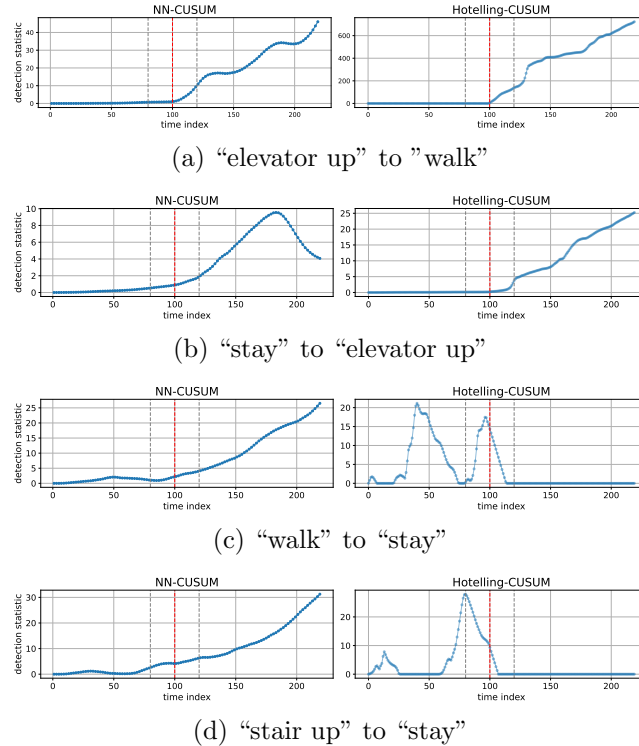 NN-CUSUM Hotelling-CUSUM
detection statistic
40
30
20
10
0
0 50 100 150 200
time index
600
400
200
0
0 50 100 150 200
time index
(a) “elevator up” to ”walk”
NN-CUSUM Hotelling-CUSUM
detection statistic
10
8
6
4
2
0
0 50 100 150 200
time index
25
20
15
10
5
0
0 50 100 150 200
time index
(b) “stay” to “elevator up”
NN-CUSUM Hotelling-CUSUM
detection statistic
25
20
15
10
5
0
0 50 100 150 200
time index
20
15
10
5
0
0 50 100 150 200
time index
(c) “walk” to “stay”
NN-CUSUM Hotelling-CUSUM
detection statistic
30
20
10
0
0 50 100 150 200
time index
20
10
0
0 50 100 150 200
time index
(d) “stair up” to “stay”